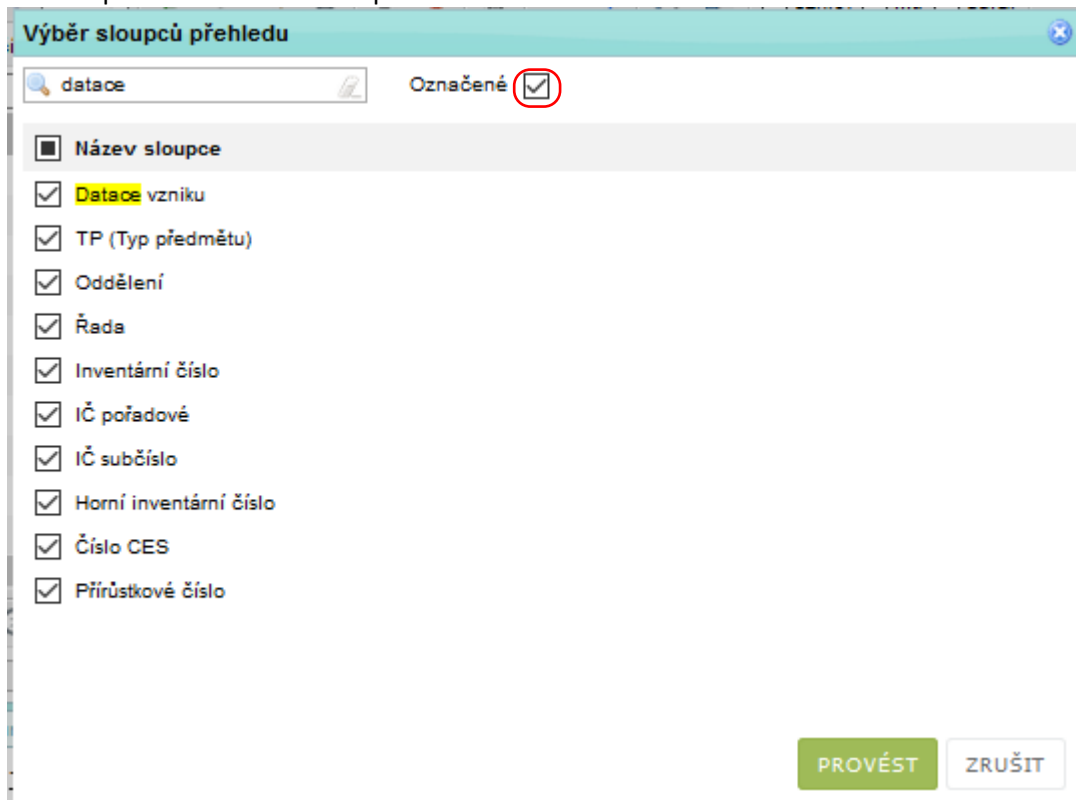 Výběr sloupců přehledu
datace Označené
Název sloupce
Datace vzniku
TP (Typ předmětu)
Oddělení
Řada
Inventární číslo
IČ pořadové
IČ subčíslo
Horní inventární číslo
Číslo CES
Přírůstkové číslo
PROVÉST ZRUŠIT